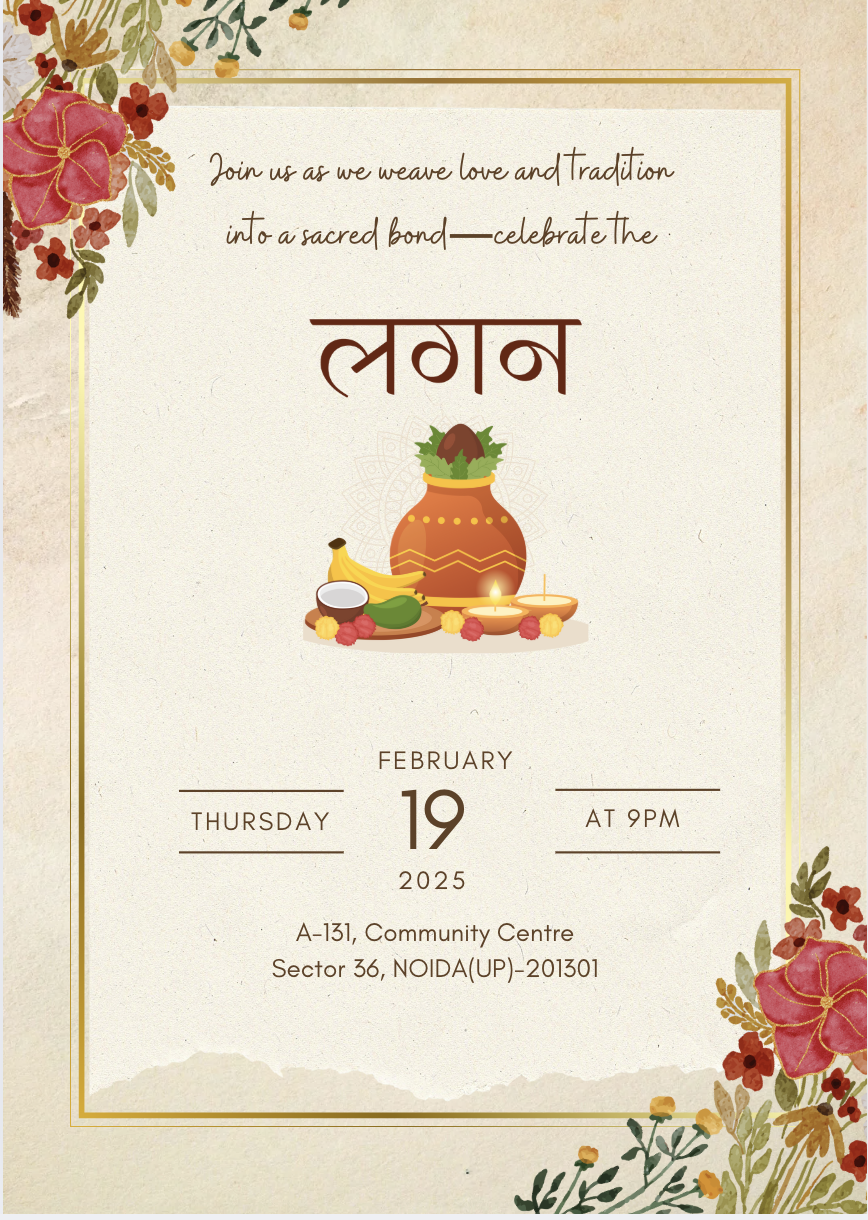 Join us as we weave love and tradition
into a sacred bond—celebrate the
लगन
FEBRUARY
THURSDAY
19
AT 9PM
2025
A-131, Community Centre
Sector 36, NOIDA(UP)-201301